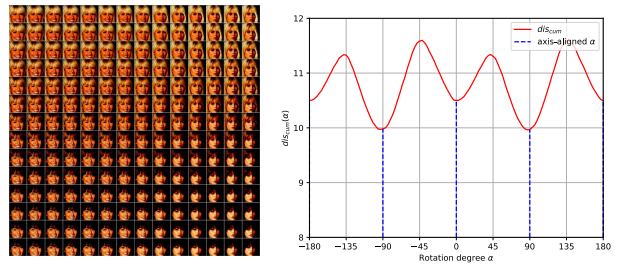 12
11
10
9
8
dis_cum(α)
dis_cum
axis-aligned α
−180 −135 −90 −45 0 45 90 135 180
Rotation degree α